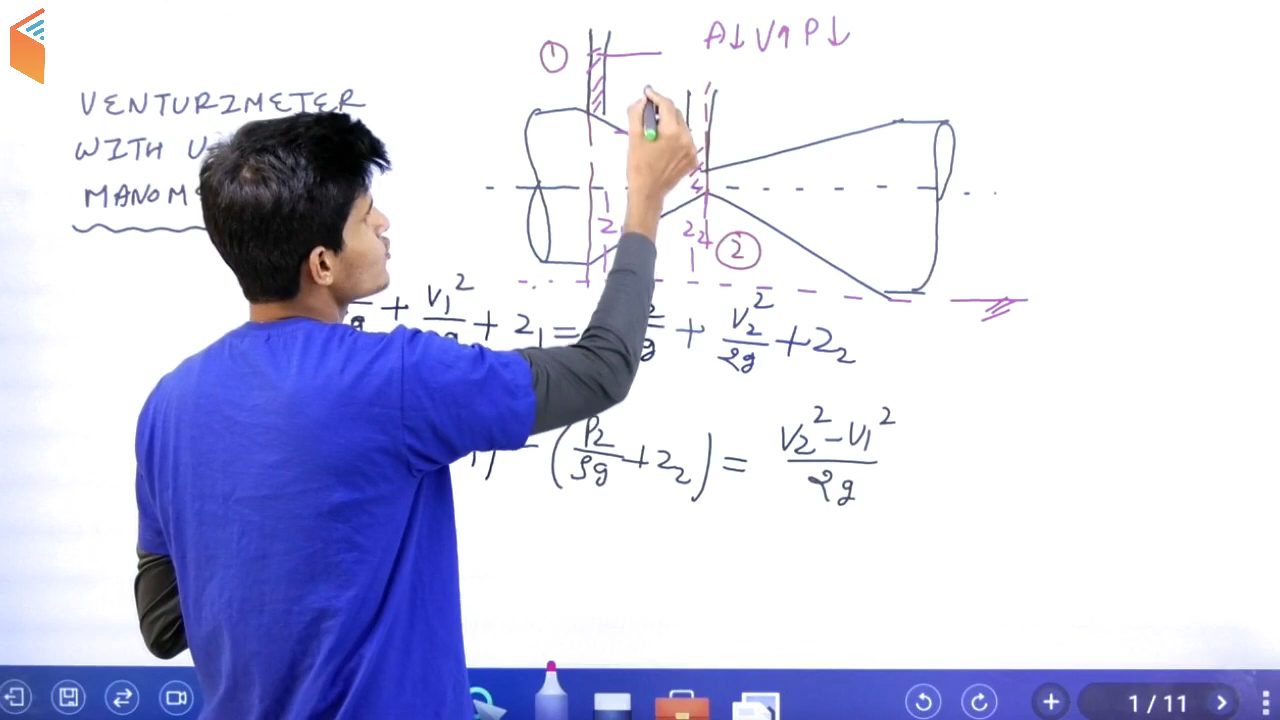 ① A↓ V↑ P↓
VENTURIMETER
WITH U
MANOM
Z₁ Z₂ ②
+ V₁² + Z₁ = + V₂²/2g + Z₂
- (P₂/ρg + Z₂) = V₂² - V₁²/2g
1 / 11